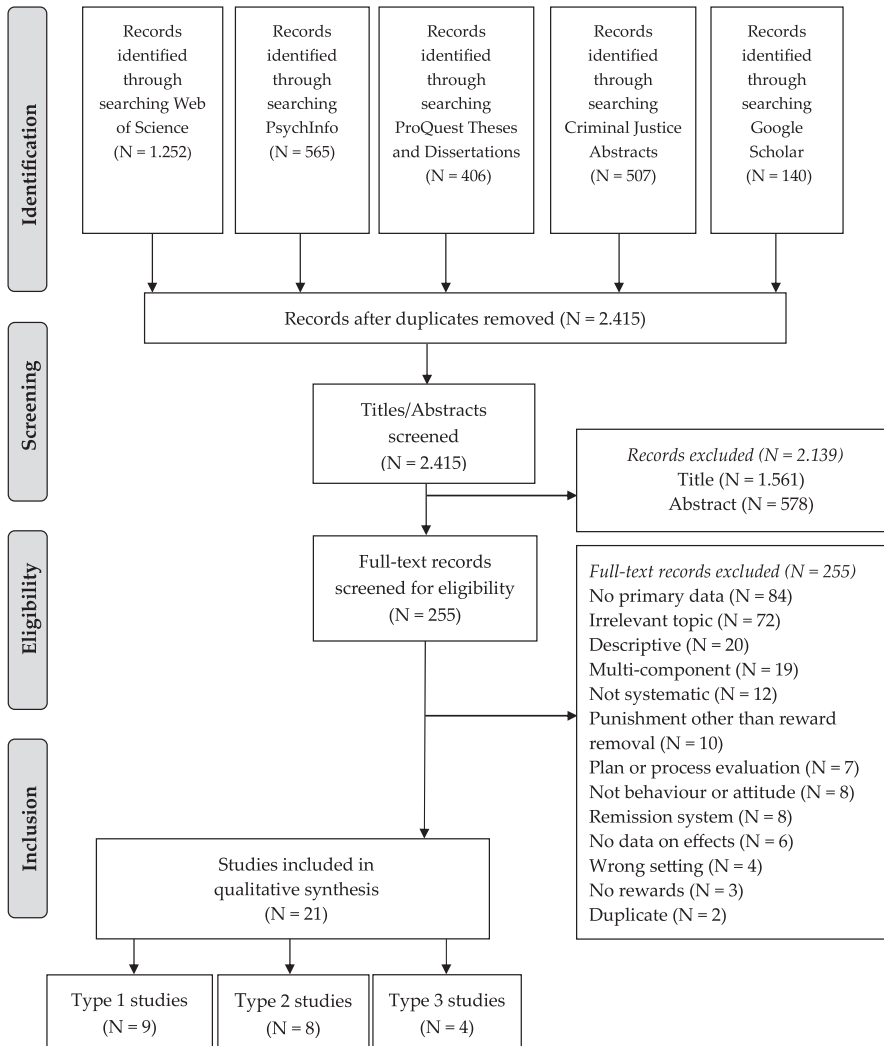 Identification
Records
identified
through
searching Web
of Science
(N = 1.252)
Records
identified
through
searching
PsychInfo
(N = 565)
Records
identified
through
searching
ProQuest Theses
and Dissertations
(N = 406)
Records
identified
through
searching
Criminal Justice
Abstracts
(N = 507)
Records
identified
through
searching
Google
Scholar
(N = 140)
Records after duplicates removed (N = 2.415)
Screening
Titles/Abstracts
screened
(N = 2.415)
Records excluded (N = 2.139)
Title (N = 1.561)
Abstract (N = 578)
Eligibility
Full-text records
screened for eligibility
(N = 255)
Full-text records excluded (N = 255)
No primary data (N = 84)
Irrelevant topic (N = 72)
Descriptive (N = 20)
Multi-component (N = 19)
Not systematic (N = 12)
Punishment other than reward
removal (N = 10)
Plan or process evaluation (N = 7)
Not behaviour or attitude (N = 8)
Remission system (N = 8)
No data on effects (N = 6)
Wrong setting (N = 4)
No rewards (N = 3)
Duplicate (N = 2)
Inclusion
Studies included in
qualitative synthesis
(N = 21)
Type 1 studies
(N = 9)
Type 2 studies
(N = 8)
Type 3 studies
(N = 4)